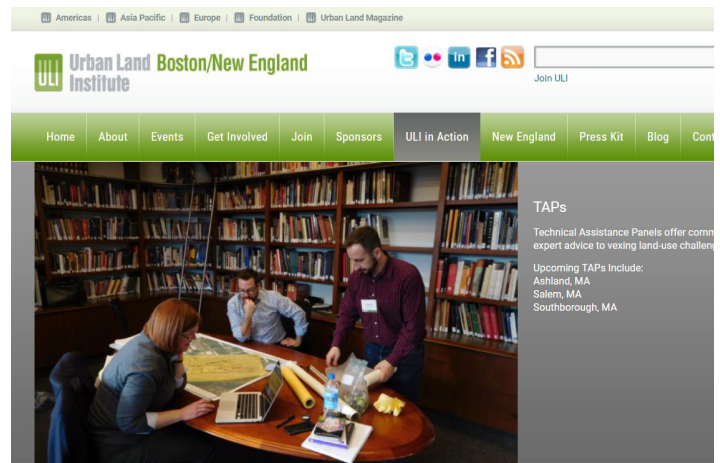 Americas | Asia Pacific | Europe | Foundation | Urban Land Magazine
ULI Urban Land Institute Boston/New England
Join ULI
Home About Events Get Involved Join Sponsors ULI in Action New England Press Kit Blog Cont
TAPs
Technical Assistance Panels offer comm
expert advice to vexing land-use challeng
Upcoming TAPs Include:
Ashland, MA
Salem, MA
Southborough, MA